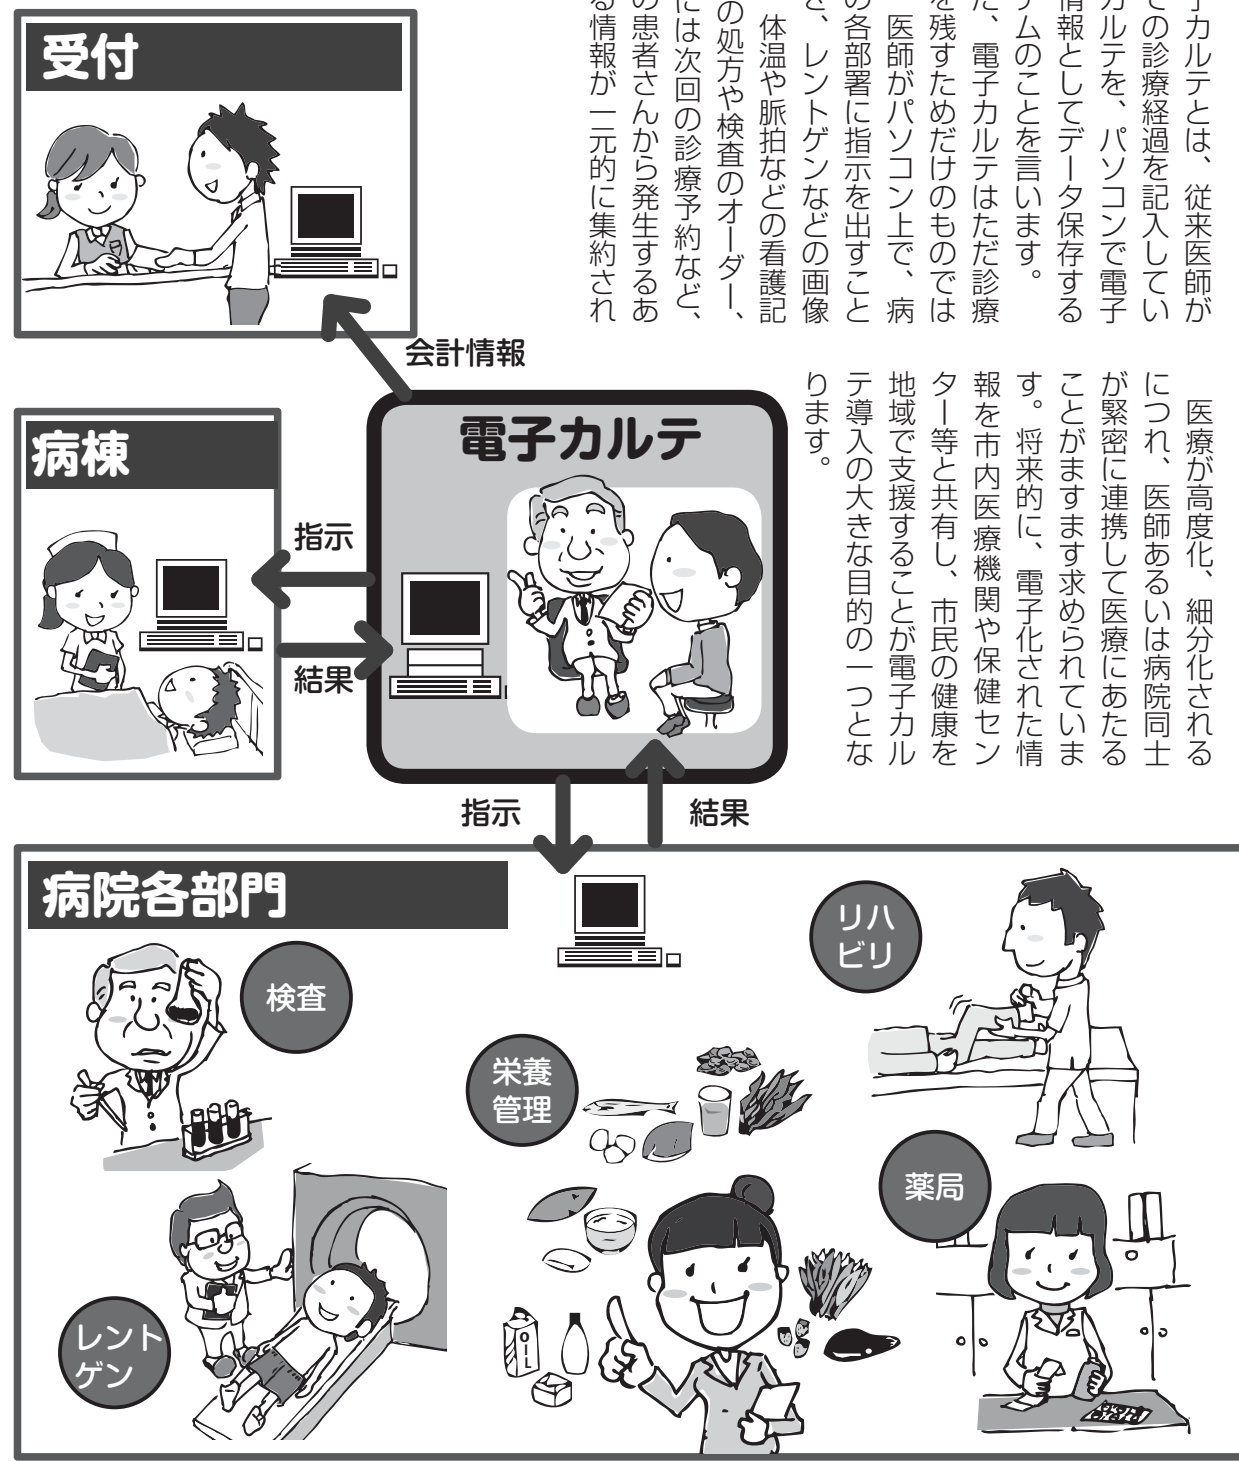 子カルテとは、従来医師が
の診療経過を記入してい
カルテを、パソコンで電子
情報としてデータ保存する
テムのことを言います。
た、電子カルテはただ診療
を残すためだけのものでは
医師がパソコン上で、病
の各部署に指示を出すこと
き、レントゲンなどの画像
体温や脈拍などの看護記
の処方や検査のオーダー、
には次回の診療予約など、
の患者さんから発生するあ
る情報が一元的に集約され
医療が高度化、細分化される
につれ、医師あるいは病院同士
が緊密に連携して医療にあたる
ことがますます求められていま
す。将来的に、電子化された情
報を市内医療機関や保健セン
ター等と共有し、市民の健康を
地域で支援することが電子カル
テ導入の大きな目的の一つとな
ります。
受付
会計情報
電子カルテ
病棟
指示
結果
指示
結果
病院各部門
検査
リハ
ビリ
栄養
管理
薬局
レント
ゲン
OIL